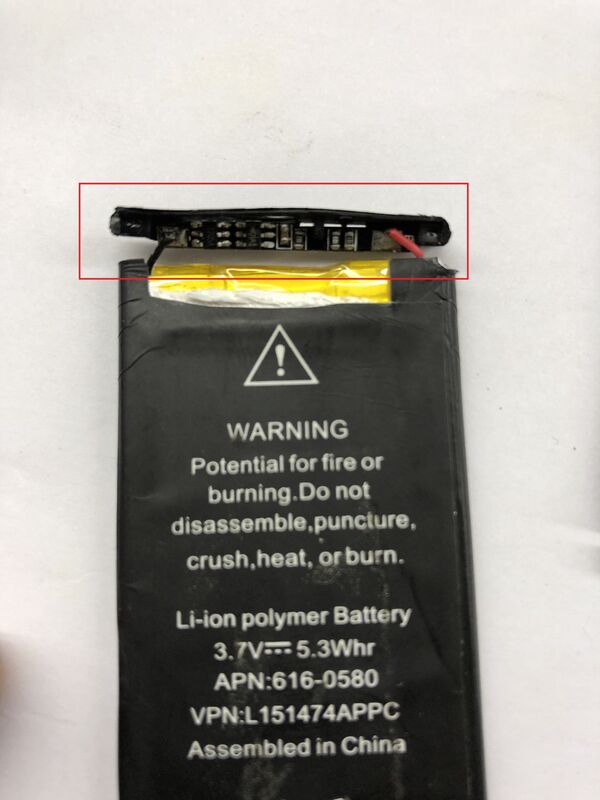 WARNING
Potential for fire or
burning.Do not
disassemble,puncture,
crush,heat, or burn.
Li-ion polymer Battery
3.7V⎓5.3Whr
APN:616-0580
VPN:L151474APPC
Assembled in China